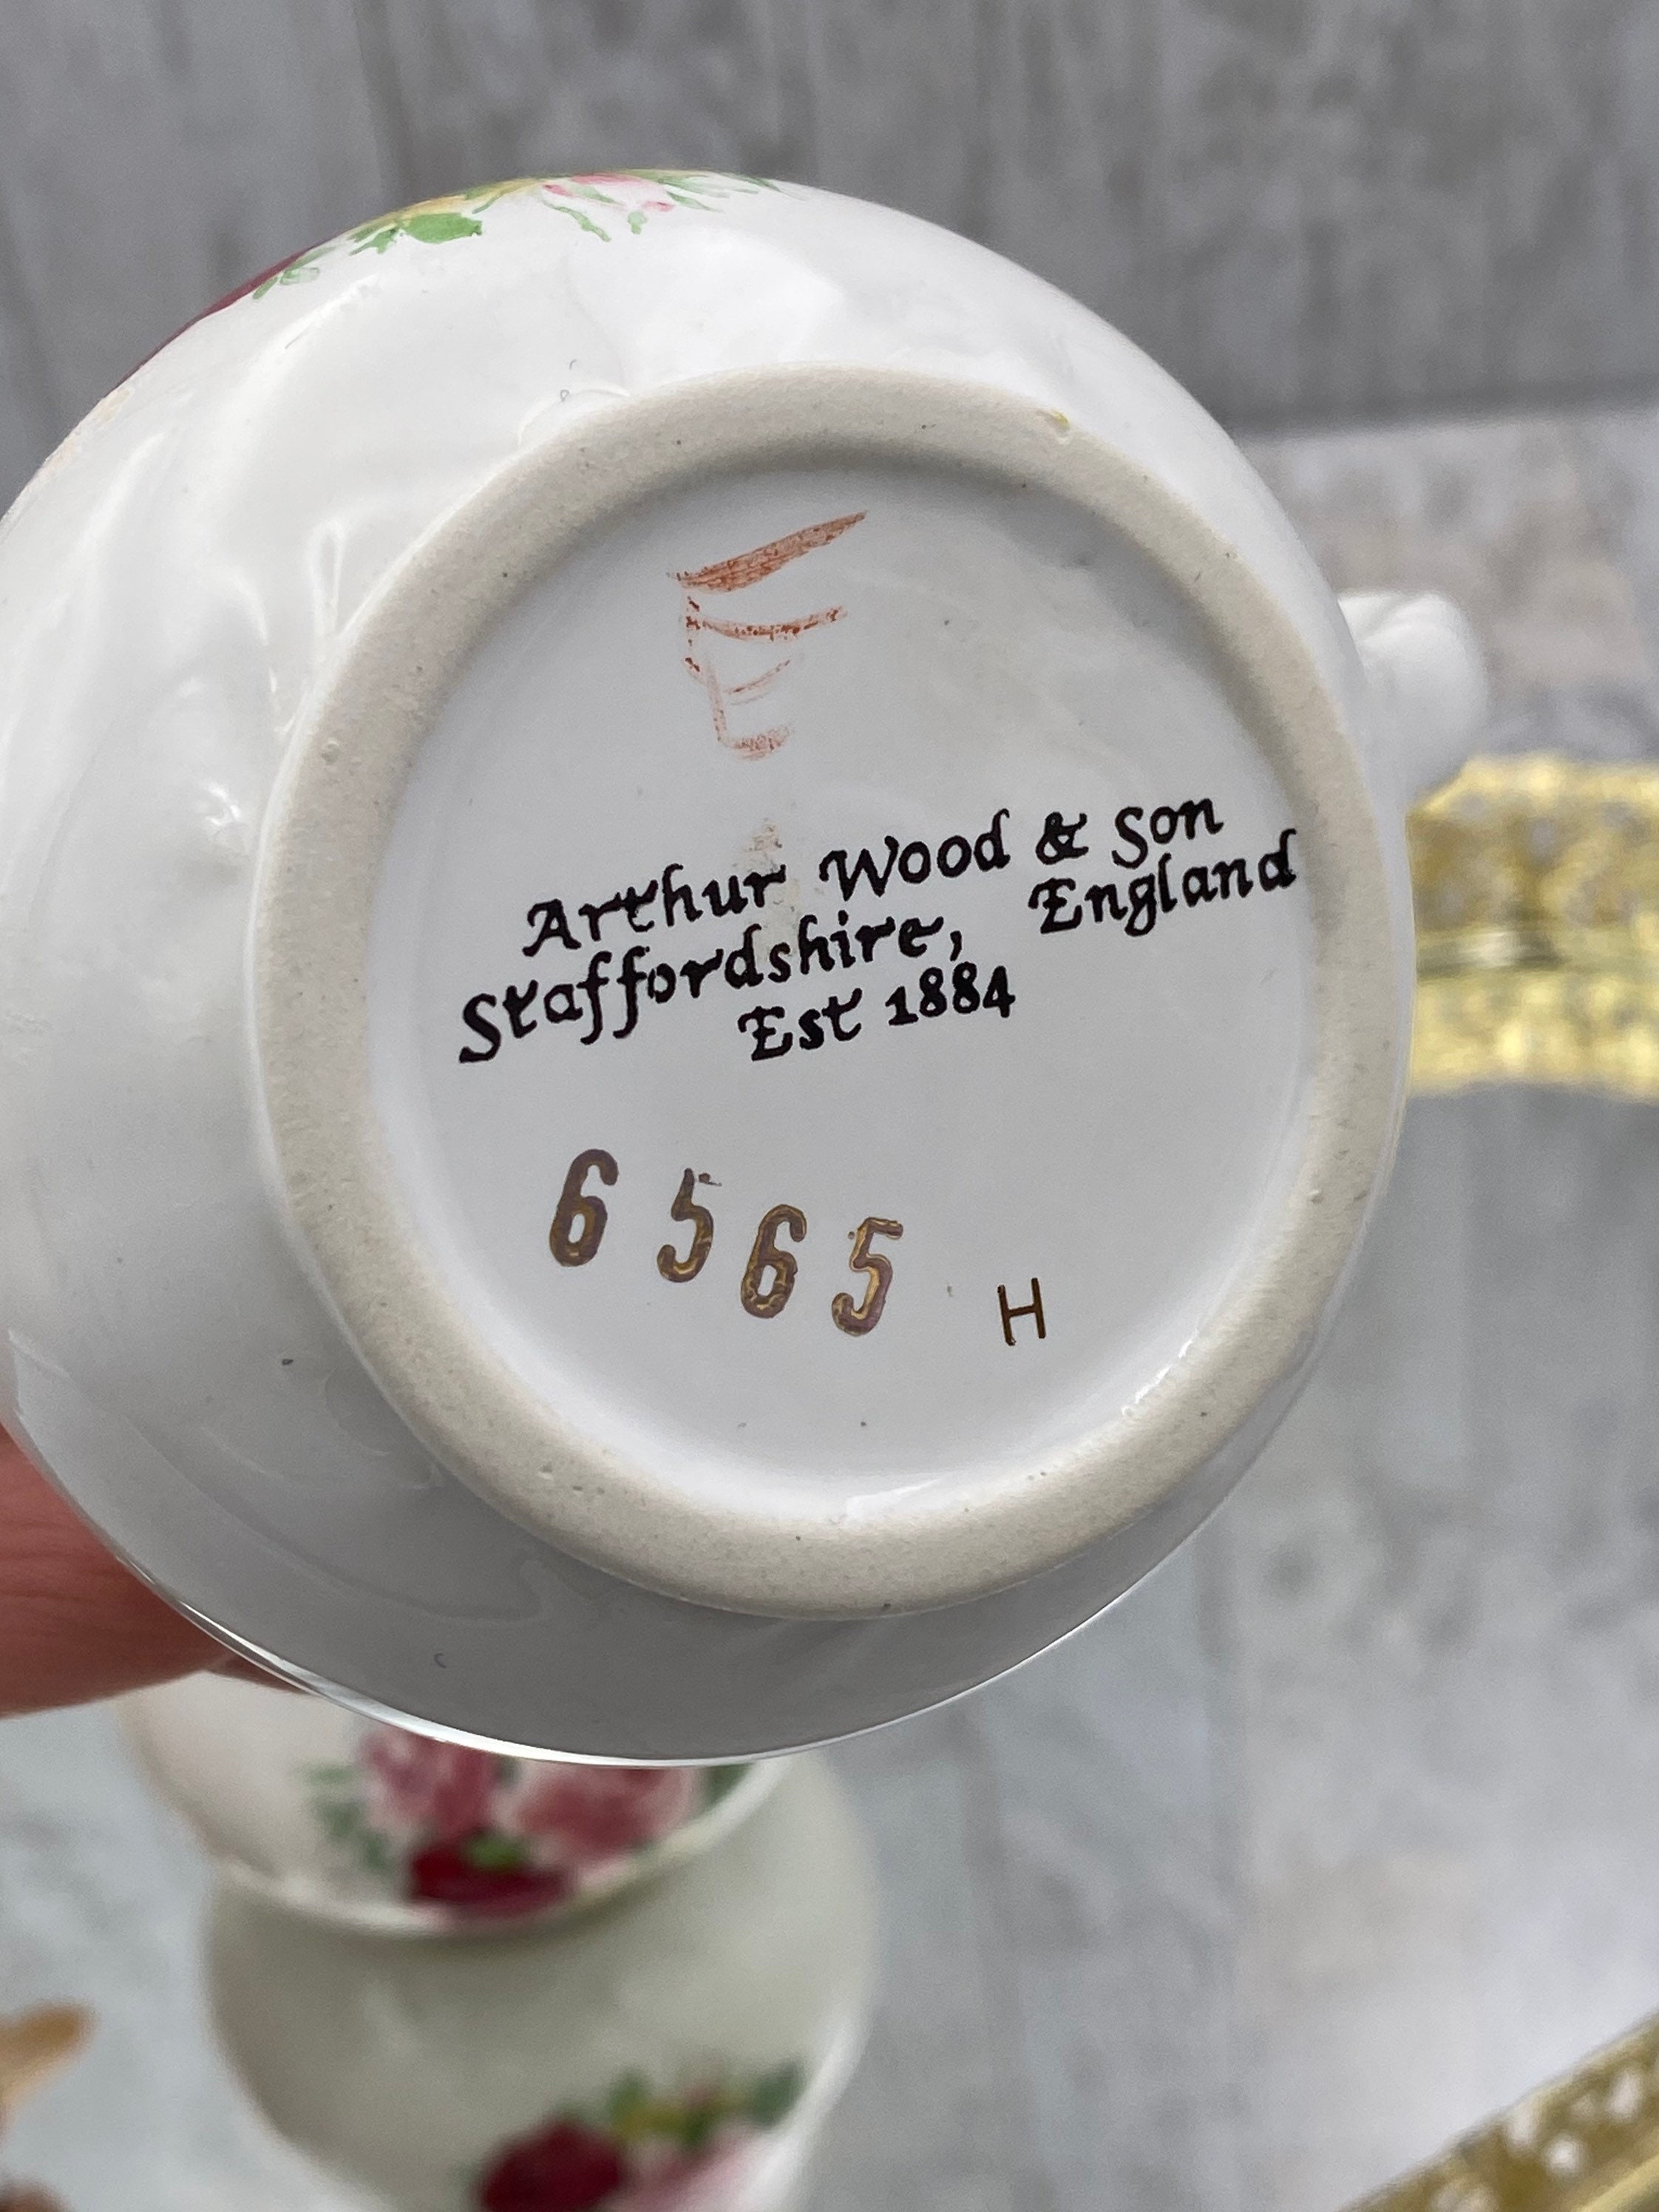 E
Arthur Wood & Son
Staffordshire, England
Est 1884
6565 H